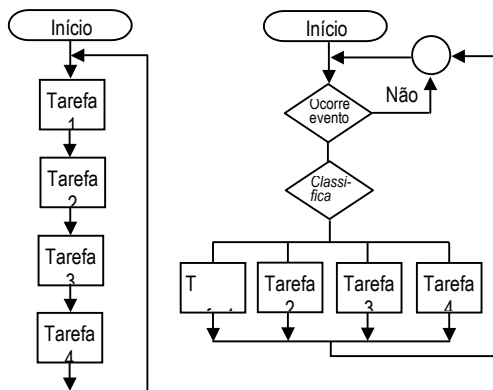 Início
Tarefa
1
Tarefa
2
Tarefa
3
Tarefa
4
Início
Não
Ocorre
evento
Classi-
fica
T
Tarefa
2
Tarefa
3
Tarefa
4